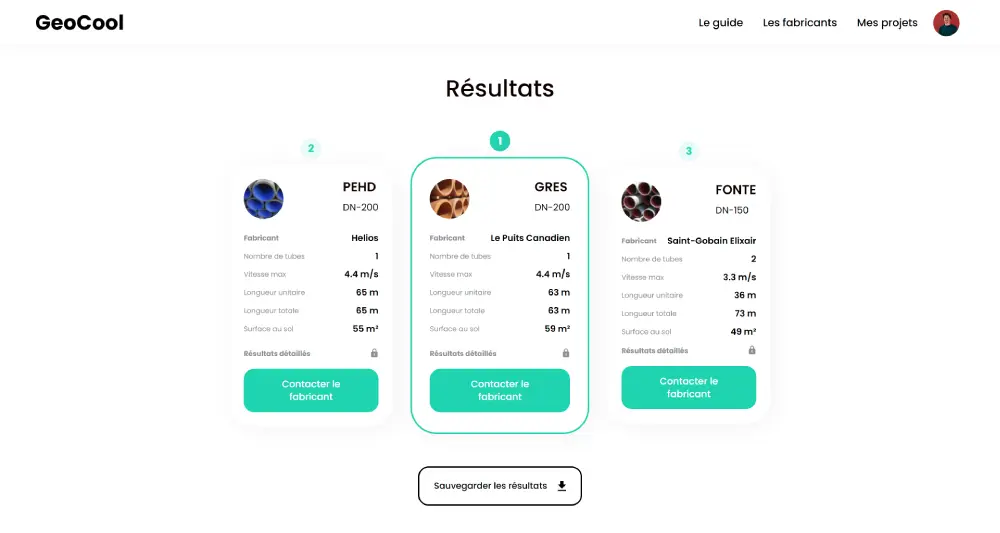 GeoCool
Le guide
Les fabricants
Mes projets
Résultats
2
PEHD
DN-200
Fabricant Helios
Nombre de tubes 1
Vitesse max 4.4 m/s
Longueur unitaire 65 m
Longueur totale 65 m
Surface au sol 55 m²
Résultats détaillés
Contacter le
fabricant
1
GRES
DN-200
Fabricant Le Puits Canadien
Nombre de tubes 1
Vitesse max 4.4 m/s
Longueur unitaire 63 m
Longueur totale 63 m
Surface au sol 59 m²
Résultats détaillés
Contacter le
fabricant
3
FONTE
DN-150
Fabricant Saint-Gobain Elixair
Nombre de tubes 2
Vitesse max 3.3 m/s
Longueur unitaire 36 m
Longueur totale 73 m
Surface au sol 49 m²
Résultats détaillés
Contacter le
fabricant
Sauvegarder les résultats